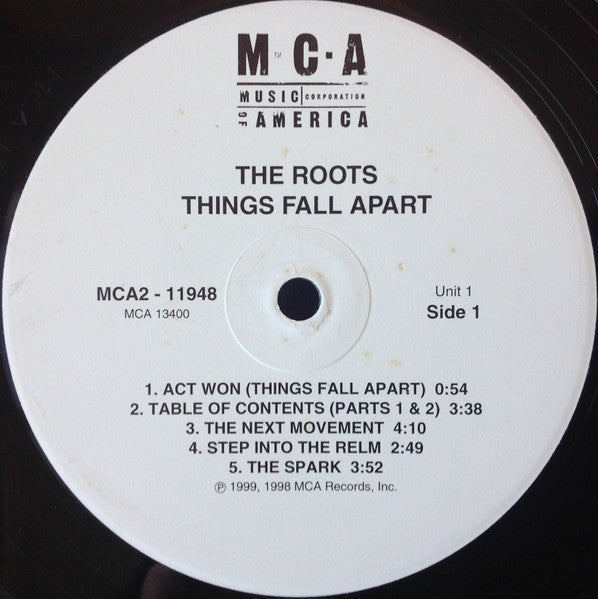 M™C·A
MUSIC CORPORATION
OF AMERICA
THE ROOTS
THINGS FALL APART
MCA2 - 11948
MCA 13400
Unit 1
Side 1
1. ACT WON (THINGS FALL APART) 0:54
2. TABLE OF CONTENTS (PARTS 1 & 2) 3:38
3. THE NEXT MOVEMENT 4:10
4. STEP INTO THE RELM 2:49
5. THE SPARK 3:52
℗ 1999, 1998 MCA Records, Inc.